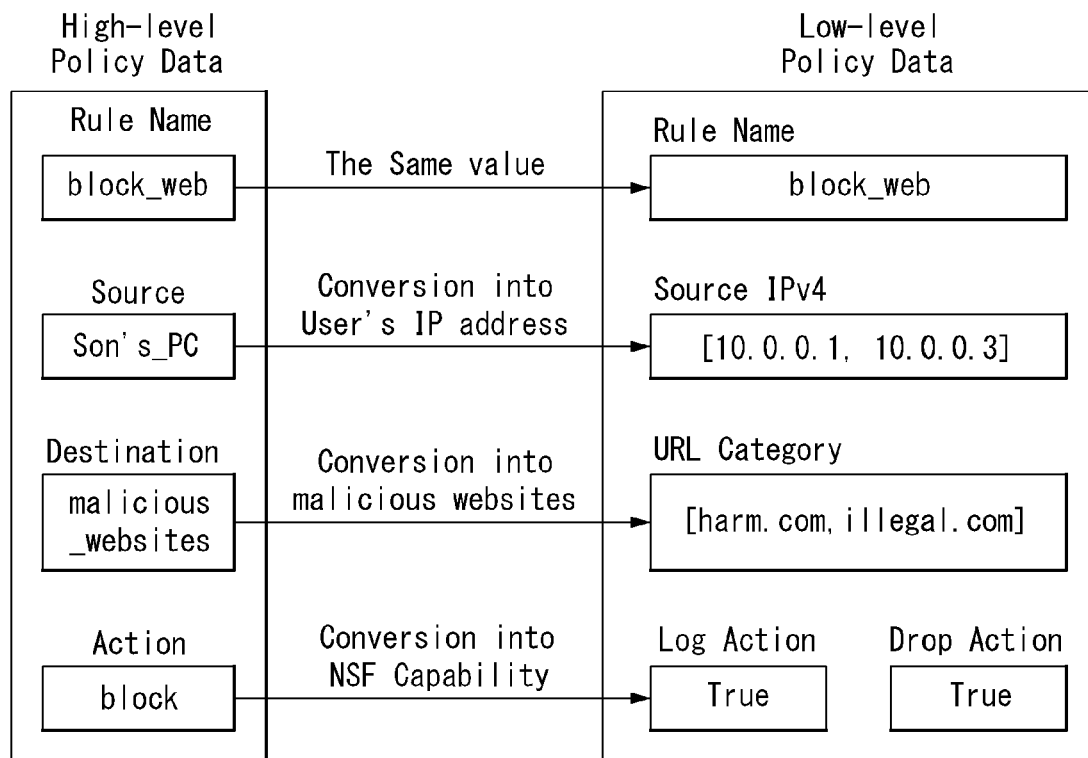 High-level
Policy Data
Low-level
Policy Data
Rule Name
block_web
The Same value
Rule Name
block_web
Source
Son's_PC
Conversion into
User's IP address
Source IPv4
[10.0.0.1, 10.0.0.3]
Destination
malicious
_websites
Conversion into
malicious websites
URL Category
[harm.com,illegal.com]
Action
block
Conversion into
NSF Capability
Log Action
True
Drop Action
True